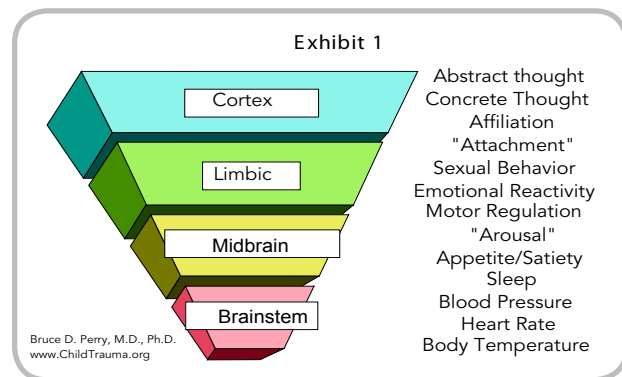 Exhibit 1
Cortex
Limbic
Midbrain
Brainstem
Abstract thought
Concrete Thought
Affiliation
"Attachment"
Sexual Behavior
Emotional Reactivity
Motor Regulation
"Arousal"
Appetite/Satiety
Sleep
Blood Pressure
Heart Rate
Body Temperature
Bruce D. Perry, M.D., Ph.D.
www.ChildTrauma.org